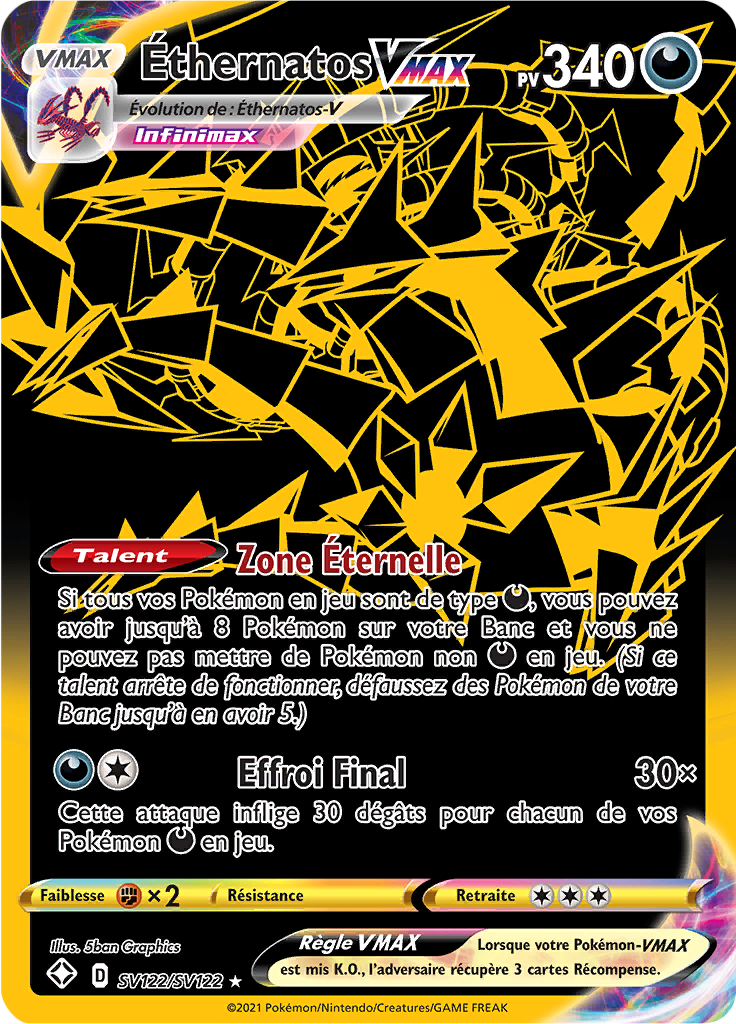 VMAX
Éthernatos VMAX
PV 340
Évolution de : Éthernatos-V
Infinimax
Talent Zone Éternelle
Si tous vos Pokémon en jeu sont de type , vous pouvez
avoir jusqu'à 8 Pokémon sur votre Banc et vous ne
pouvez pas mettre de Pokémon non en jeu. (Si ce
talent arrête de fonctionner, défaussez des Pokémon de votre
Banc jusqu'à en avoir 5.)
Effroi Final 30×
Cette attaque inflige 30 dégâts pour chacun de vos
Pokémon en jeu.
Faiblesse ×2 Résistance Retraite
Illus. 5ban Graphics
D SV122/SV122 ★
Règle VMAX Lorsque votre Pokémon-VMAX
est mis K.O., l'adversaire récupère 3 cartes Récompense.
©2021 Pokémon/Nintendo/Creatures/GAME FREAK